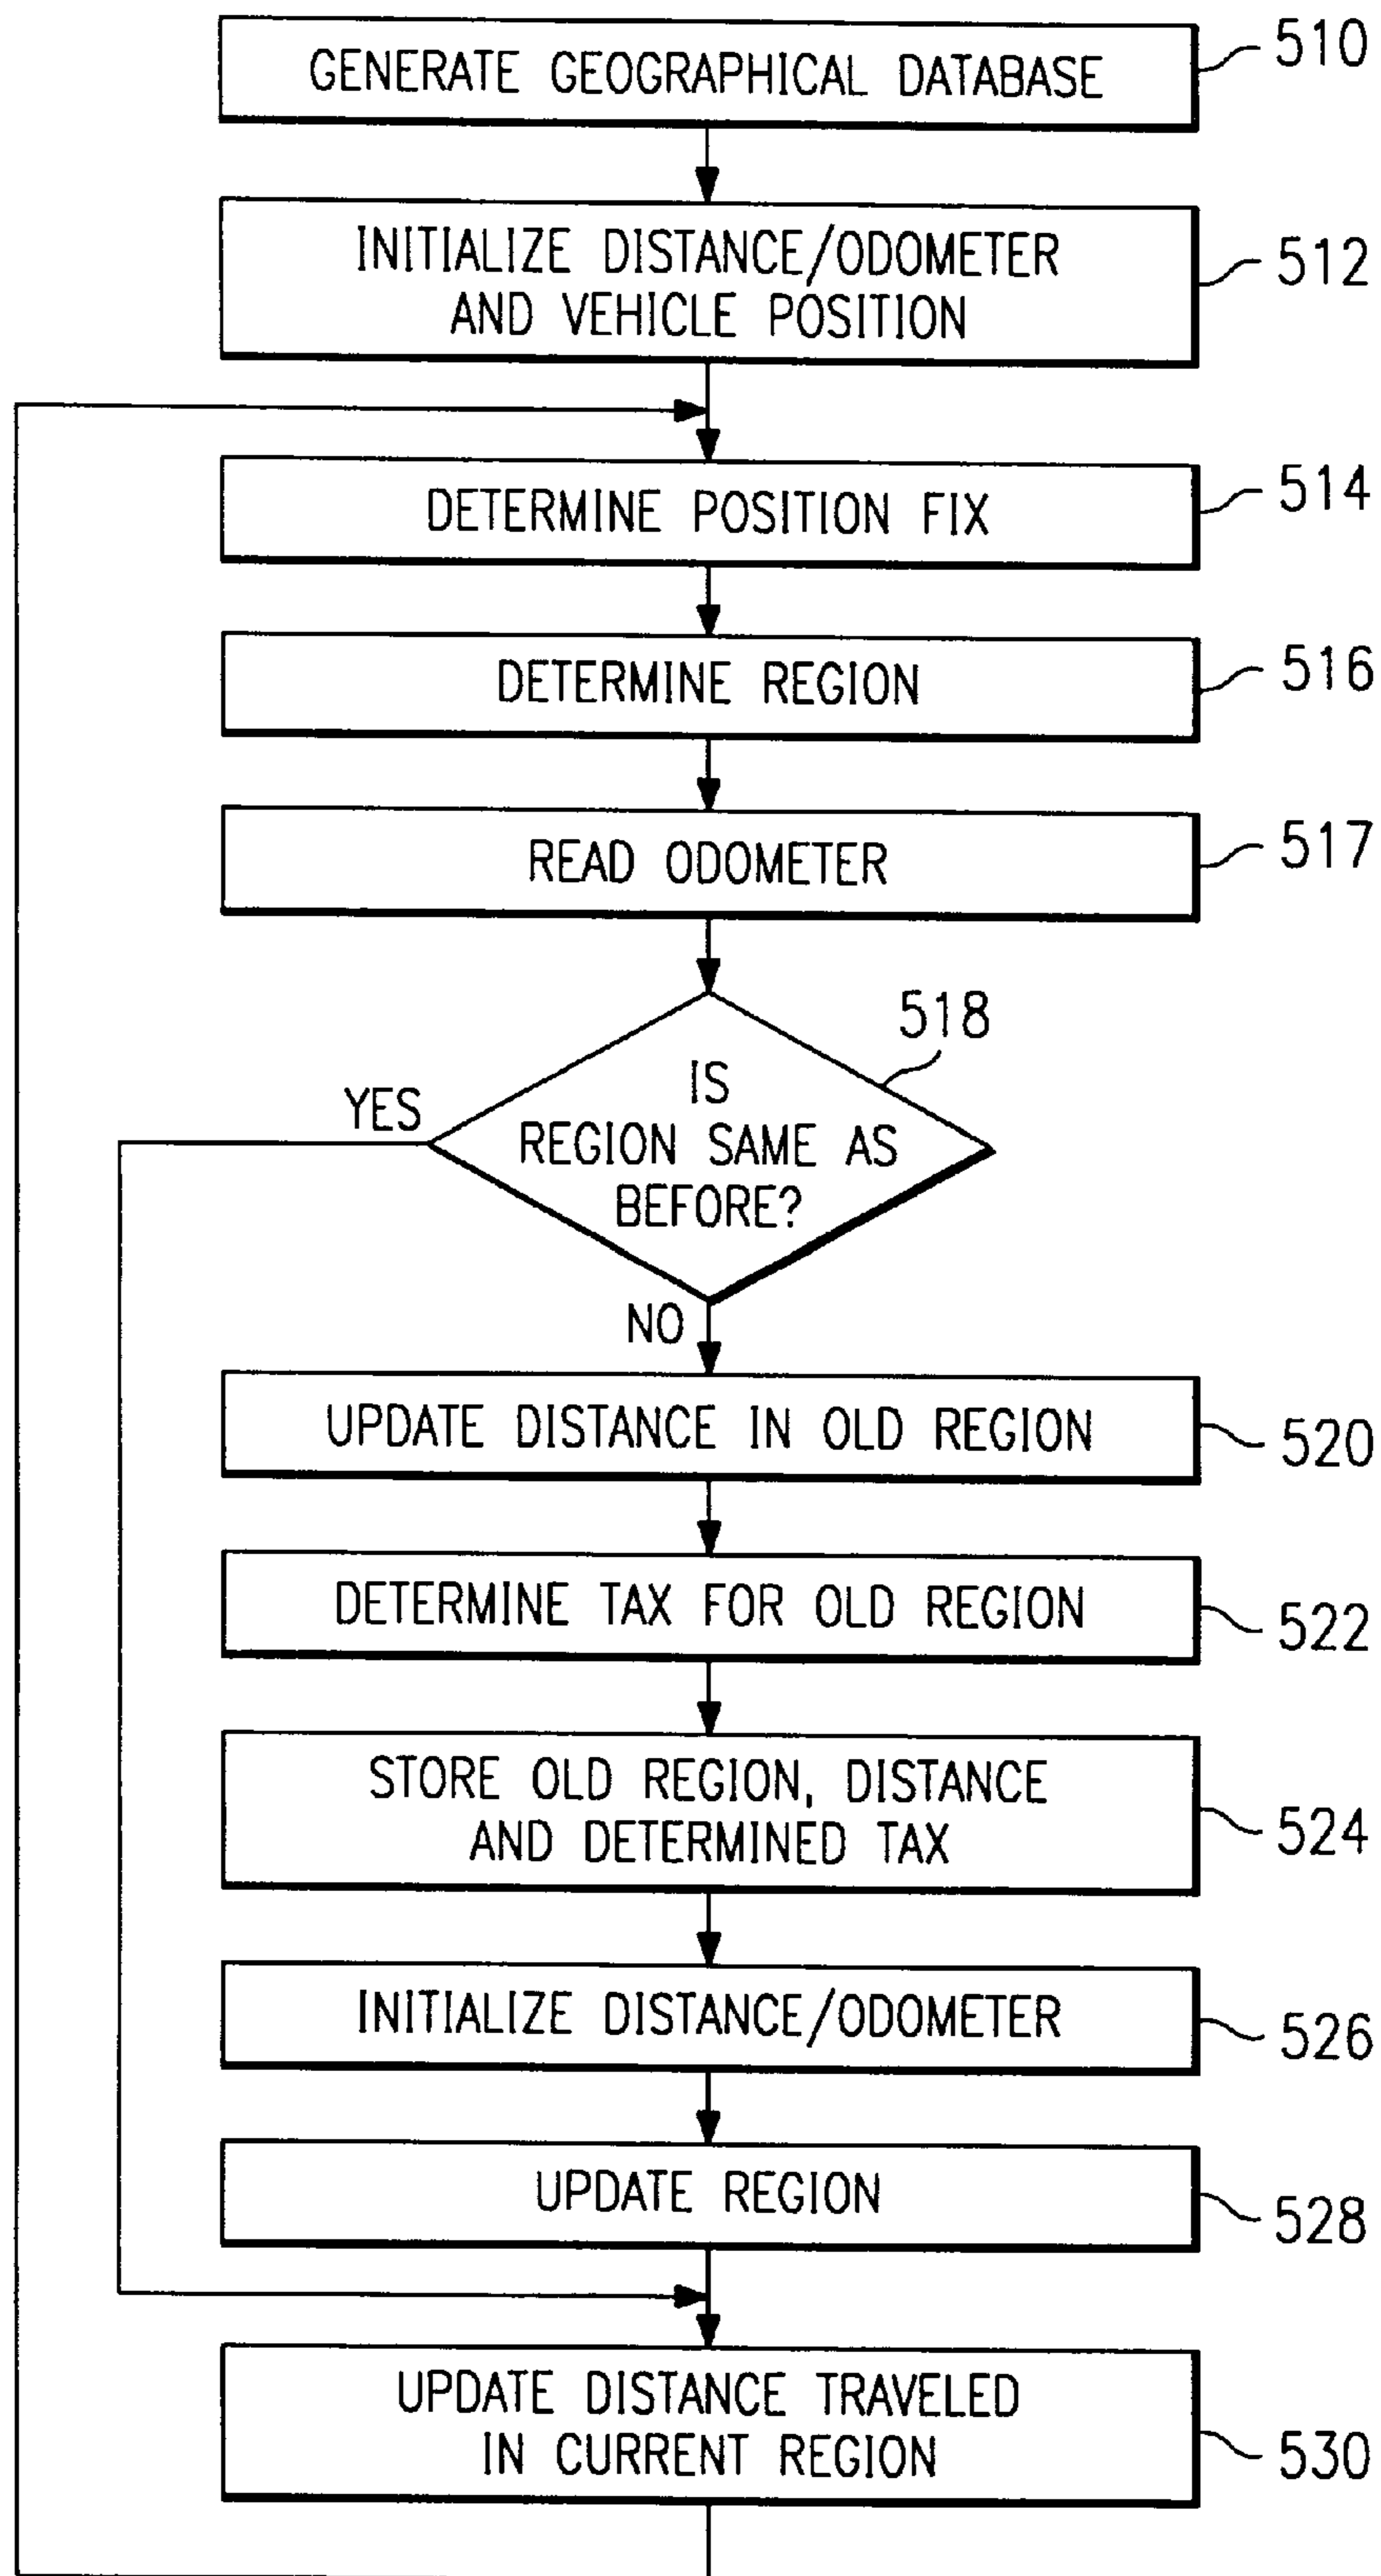 GENERATE GEOGRAPHICAL DATABASE
510
INITIALIZE DISTANCE/ODOMETER
AND VEHICLE POSITION
512
DETERMINE POSITION FIX
514
DETERMINE REGION
516
READ ODOMETER
517
518
IS
REGION SAME AS
BEFORE?
YES
NO
UPDATE DISTANCE IN OLD REGION
520
DETERMINE TAX FOR OLD REGION
522
STORE OLD REGION, DISTANCE
AND DETERMINED TAX
524
INITIALIZE DISTANCE/ODOMETER
526
UPDATE REGION
528
UPDATE DISTANCE TRAVELED
IN CURRENT REGION
530